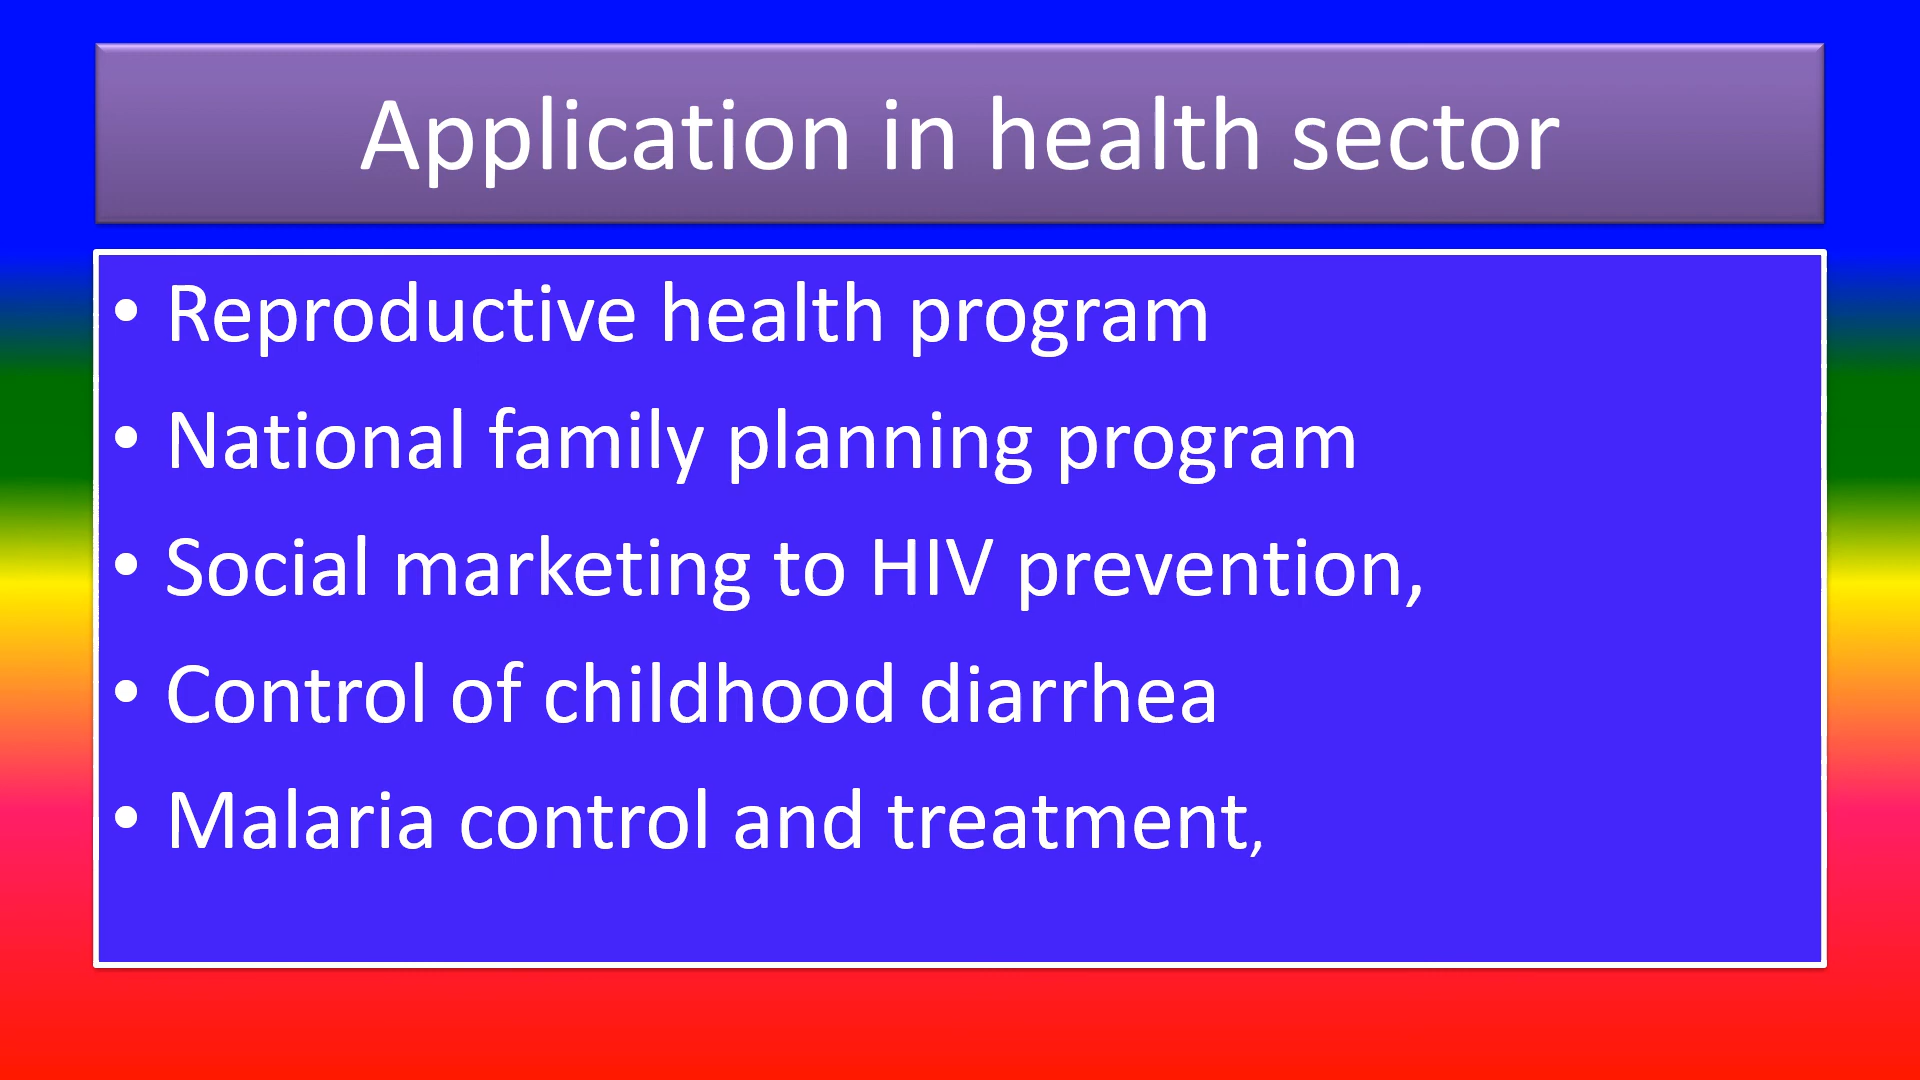 Application in health sector
• Reproductive health program
• National family planning program
• Social marketing to HIV prevention,
• Control of childhood diarrhea
• Malaria control and treatment,